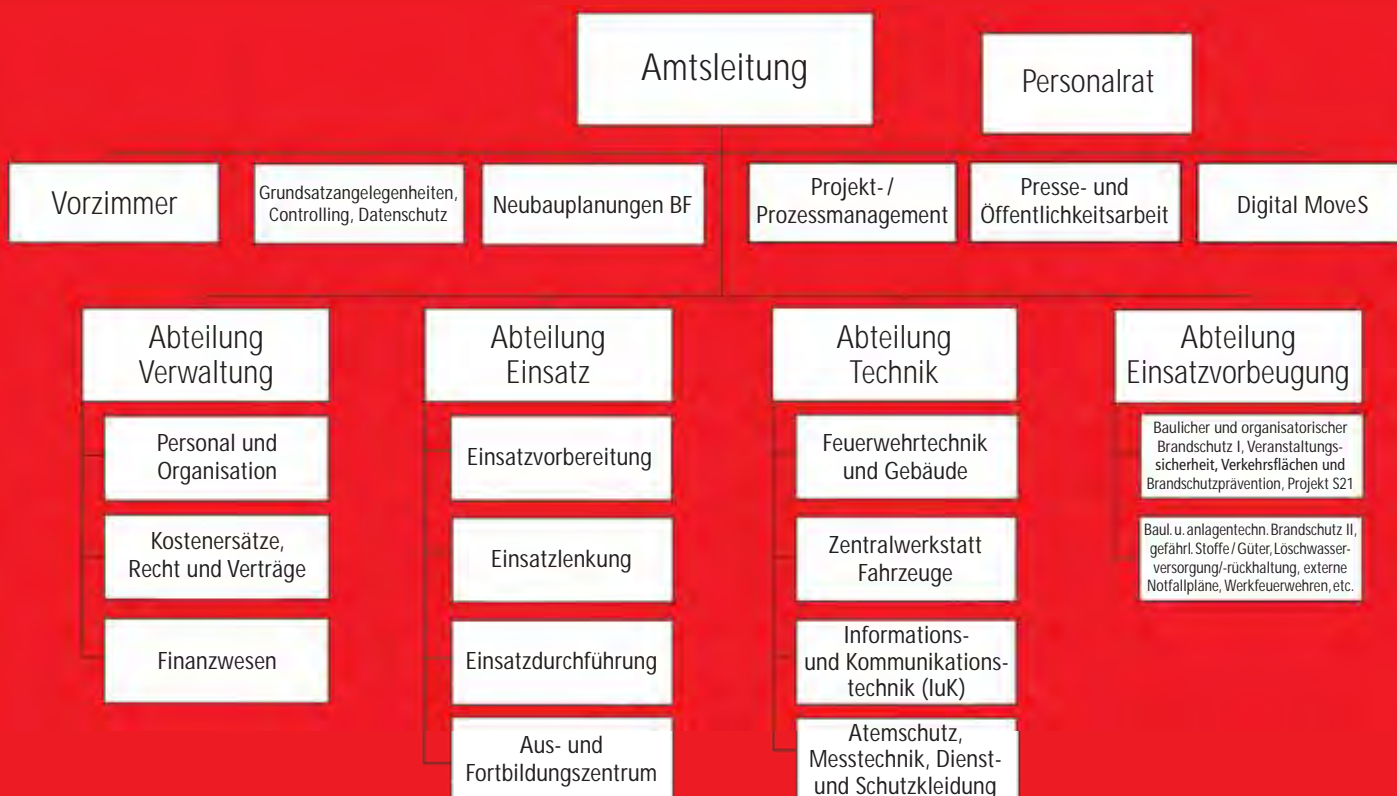 Amtsleitung
Personalrat
Vorzimmer
Grundsatzangelegenheiten,
Controlling, Datenschutz
Neubauplanungen BF
Projekt- /
Prozessmanagement
Presse- und
Öffentlichkeitsarbeit
Digital MoveS
Abteilung
Verwaltung
Personal und
Organisation
Kostenersätze,
Recht und Verträge
Finanzwesen
Abteilung
Einsatz
Einsatzvorbereitung
Einsatzlenkung
Einsatzdurchführung
Aus- und
Fortbildungszentrum
Abteilung
Technik
Feuerwehrtechnik
und Gebäude
Zentralwerkstatt
Fahrzeuge
Informations-
und Kommunikations-
technik (IuK)
Atemschutz,
Messtechnik, Dienst-
und Schutzkleidung
Abteilung
Einsatzvorbeugung
Baulicher und organisatorischer
Brandschutz I, Veranstaltungs-
sicherheit, Verkehrsflächen und
Brandschutzprävention, Projekt S21
Baul. u. anlagentechn. Brandschutz II,
gefährl. Stoffe / Güter, Löschwasser-
versorgung/-rückhaltung, externe
Notfallpläne, Werkfeuerwehren, etc.